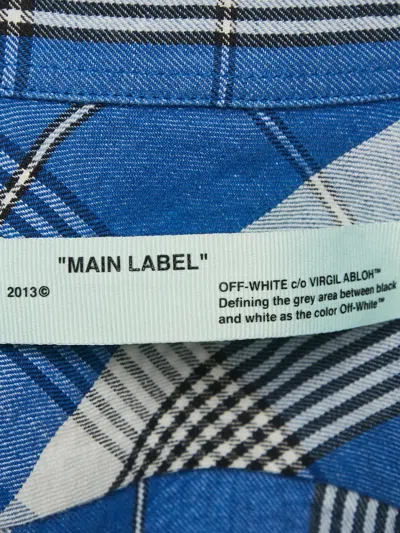 "MAIN LABEL"
2013©
OFF-WHITE c/o VIRGIL ABLOH™
Defining the grey area between black
and white as the color Off-White™